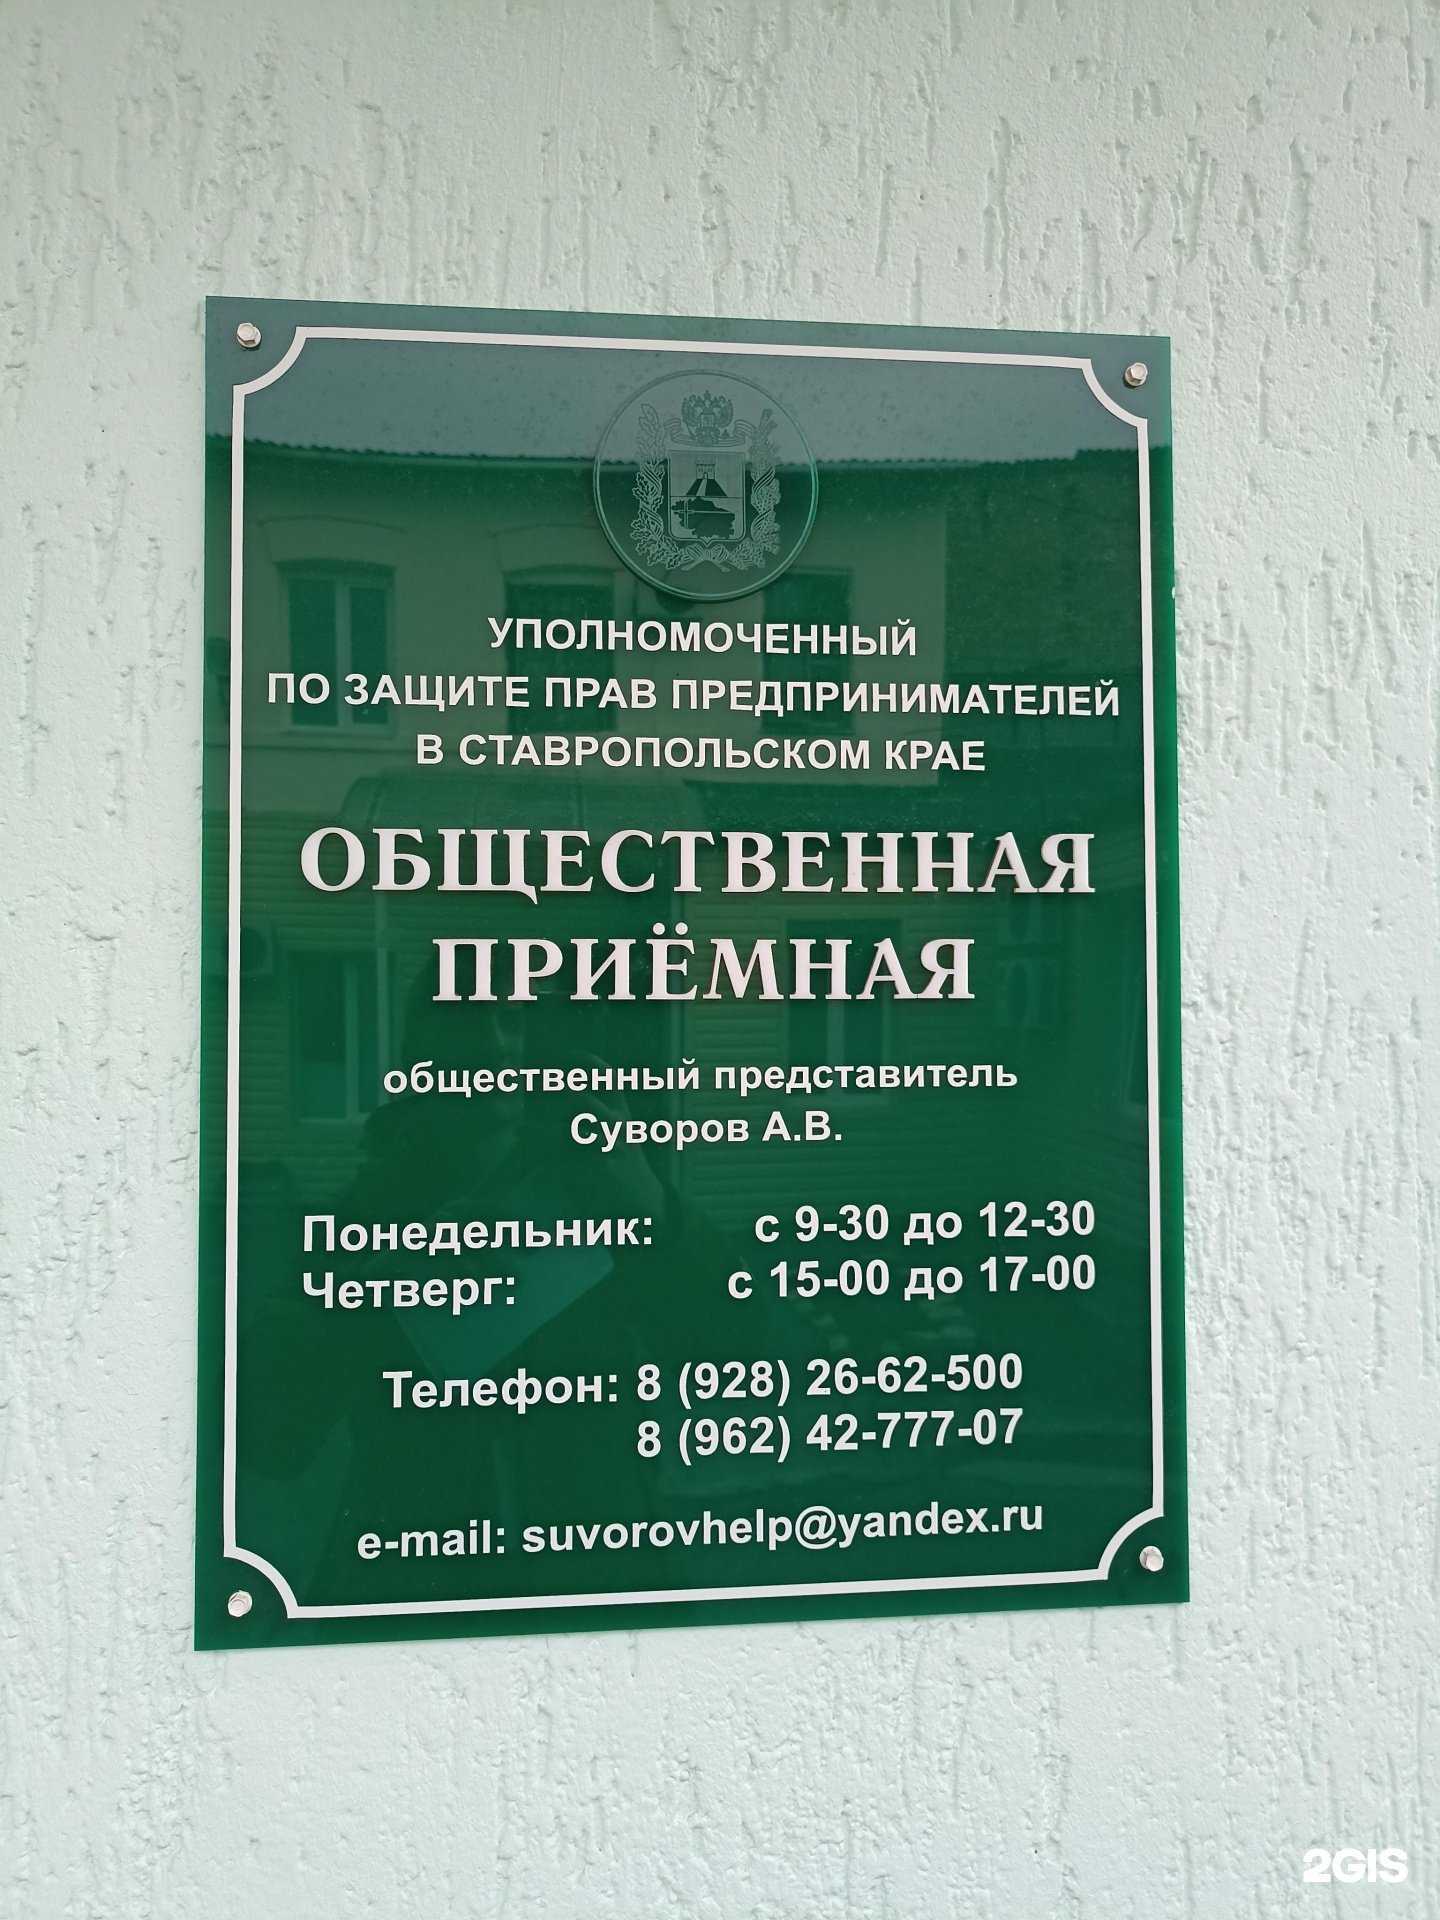 УПОЛНОМОЧЕННЫЙ
ПО ЗАЩИТЕ ПРАВ ПРЕДПРИНИМАТЕЛЕЙ
В СТАВРОПОЛЬСКОМ КРАЕ
ОБЩЕСТВЕННАЯ
ПРИЁМНАЯ
общественный представитель
Суворов А.В.
Понедельник: с 9-30 до 12-30
Четверг: с 15-00 до 17-00
Телефон: 8 (928) 26-62-500
8 (962) 42-777-07
e-mail: suvorovhelp@yandex.ru
2GIS